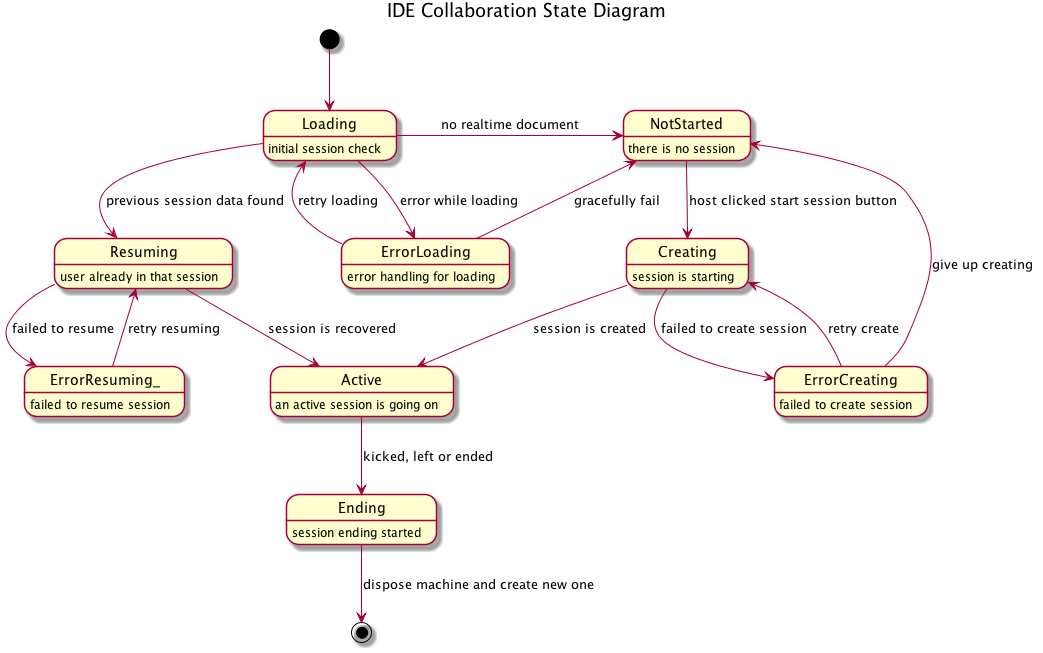 IDE Collaboration State Diagram
Loading
initial session check
no realtime document
NotStarted
there is no session
previous session data found
retry loading
error while loading
gracefully fail
host clicked start session button
Resuming
user already in that session
ErrorLoading
error handling for loading
Creating
session is starting
give up creating
failed to resume
retry resuming
session is recovered
session is created
failed to create session
retry create
ErrorResuming_
failed to resume session
Active
an active session is going on
ErrorCreating
failed to create session
kicked, left or ended
Ending
session ending started
dispose machine and create new one